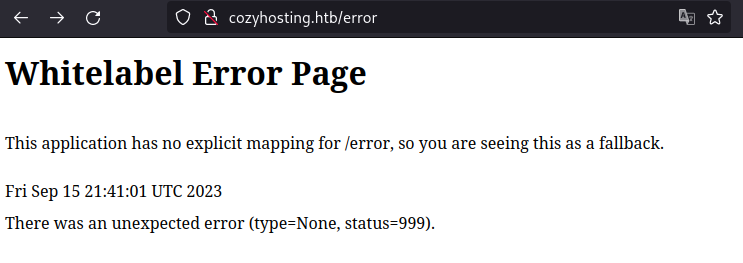 cozyhosting.htb/error
Whitelabel Error Page
This application has no explicit mapping for /error, so you are seeing this as a fallback.
Fri Sep 15 21:41:01 UTC 2023
There was an unexpected error (type=None, status=999).